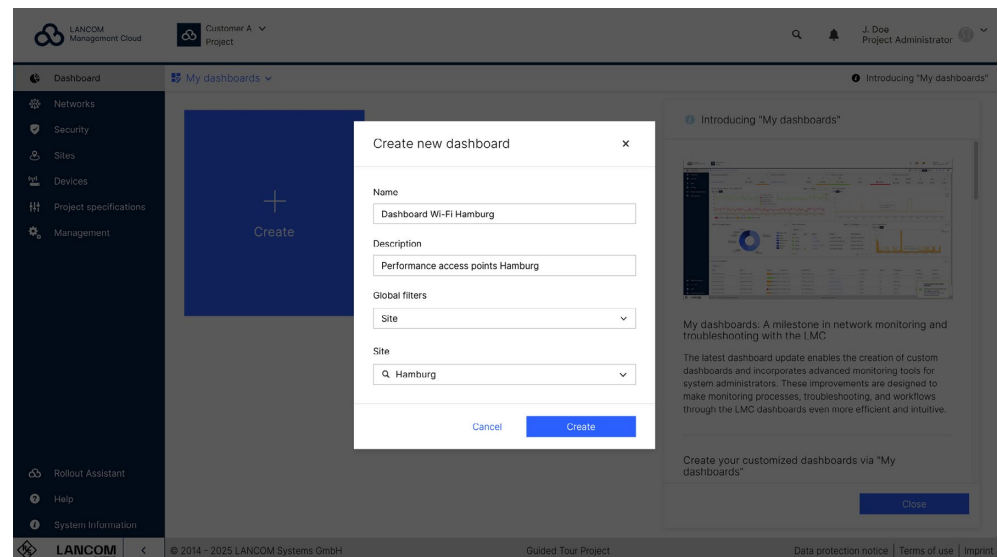 LANCOM
Management Cloud
Customer A
Project
J. Doe
Project Administrator
Dashboard
My dashboards
Introducing "My dashboards"
Networks
Security
Sites
Devices
Project specifications
Management
Create
Create new dashboard
Name
Dashboard Wi-Fi Hamburg
Description
Performance access points Hamburg
Global filters
Site
Site
Hamburg
Cancel
Create
Introducing "My dashboards"
My dashboards: A milestone in network monitoring and
troubleshooting with the LMC
The latest dashboard update enables the creation of custom
dashboards and incorporates advanced monitoring tools for
system administrators. These improvements are designed to
make monitoring processes, troubleshooting, and workflows
through the LMC dashboards even more efficient and intuitive.
Create your customized dashboards via "My
dashboards"
Close
Rollout Assistant
Help
System Information
LANCOM
© 2014 - 2025 LANCOM Systems GmbH
Guided Tour Project
Data protection notice | Terms of use | Imprint